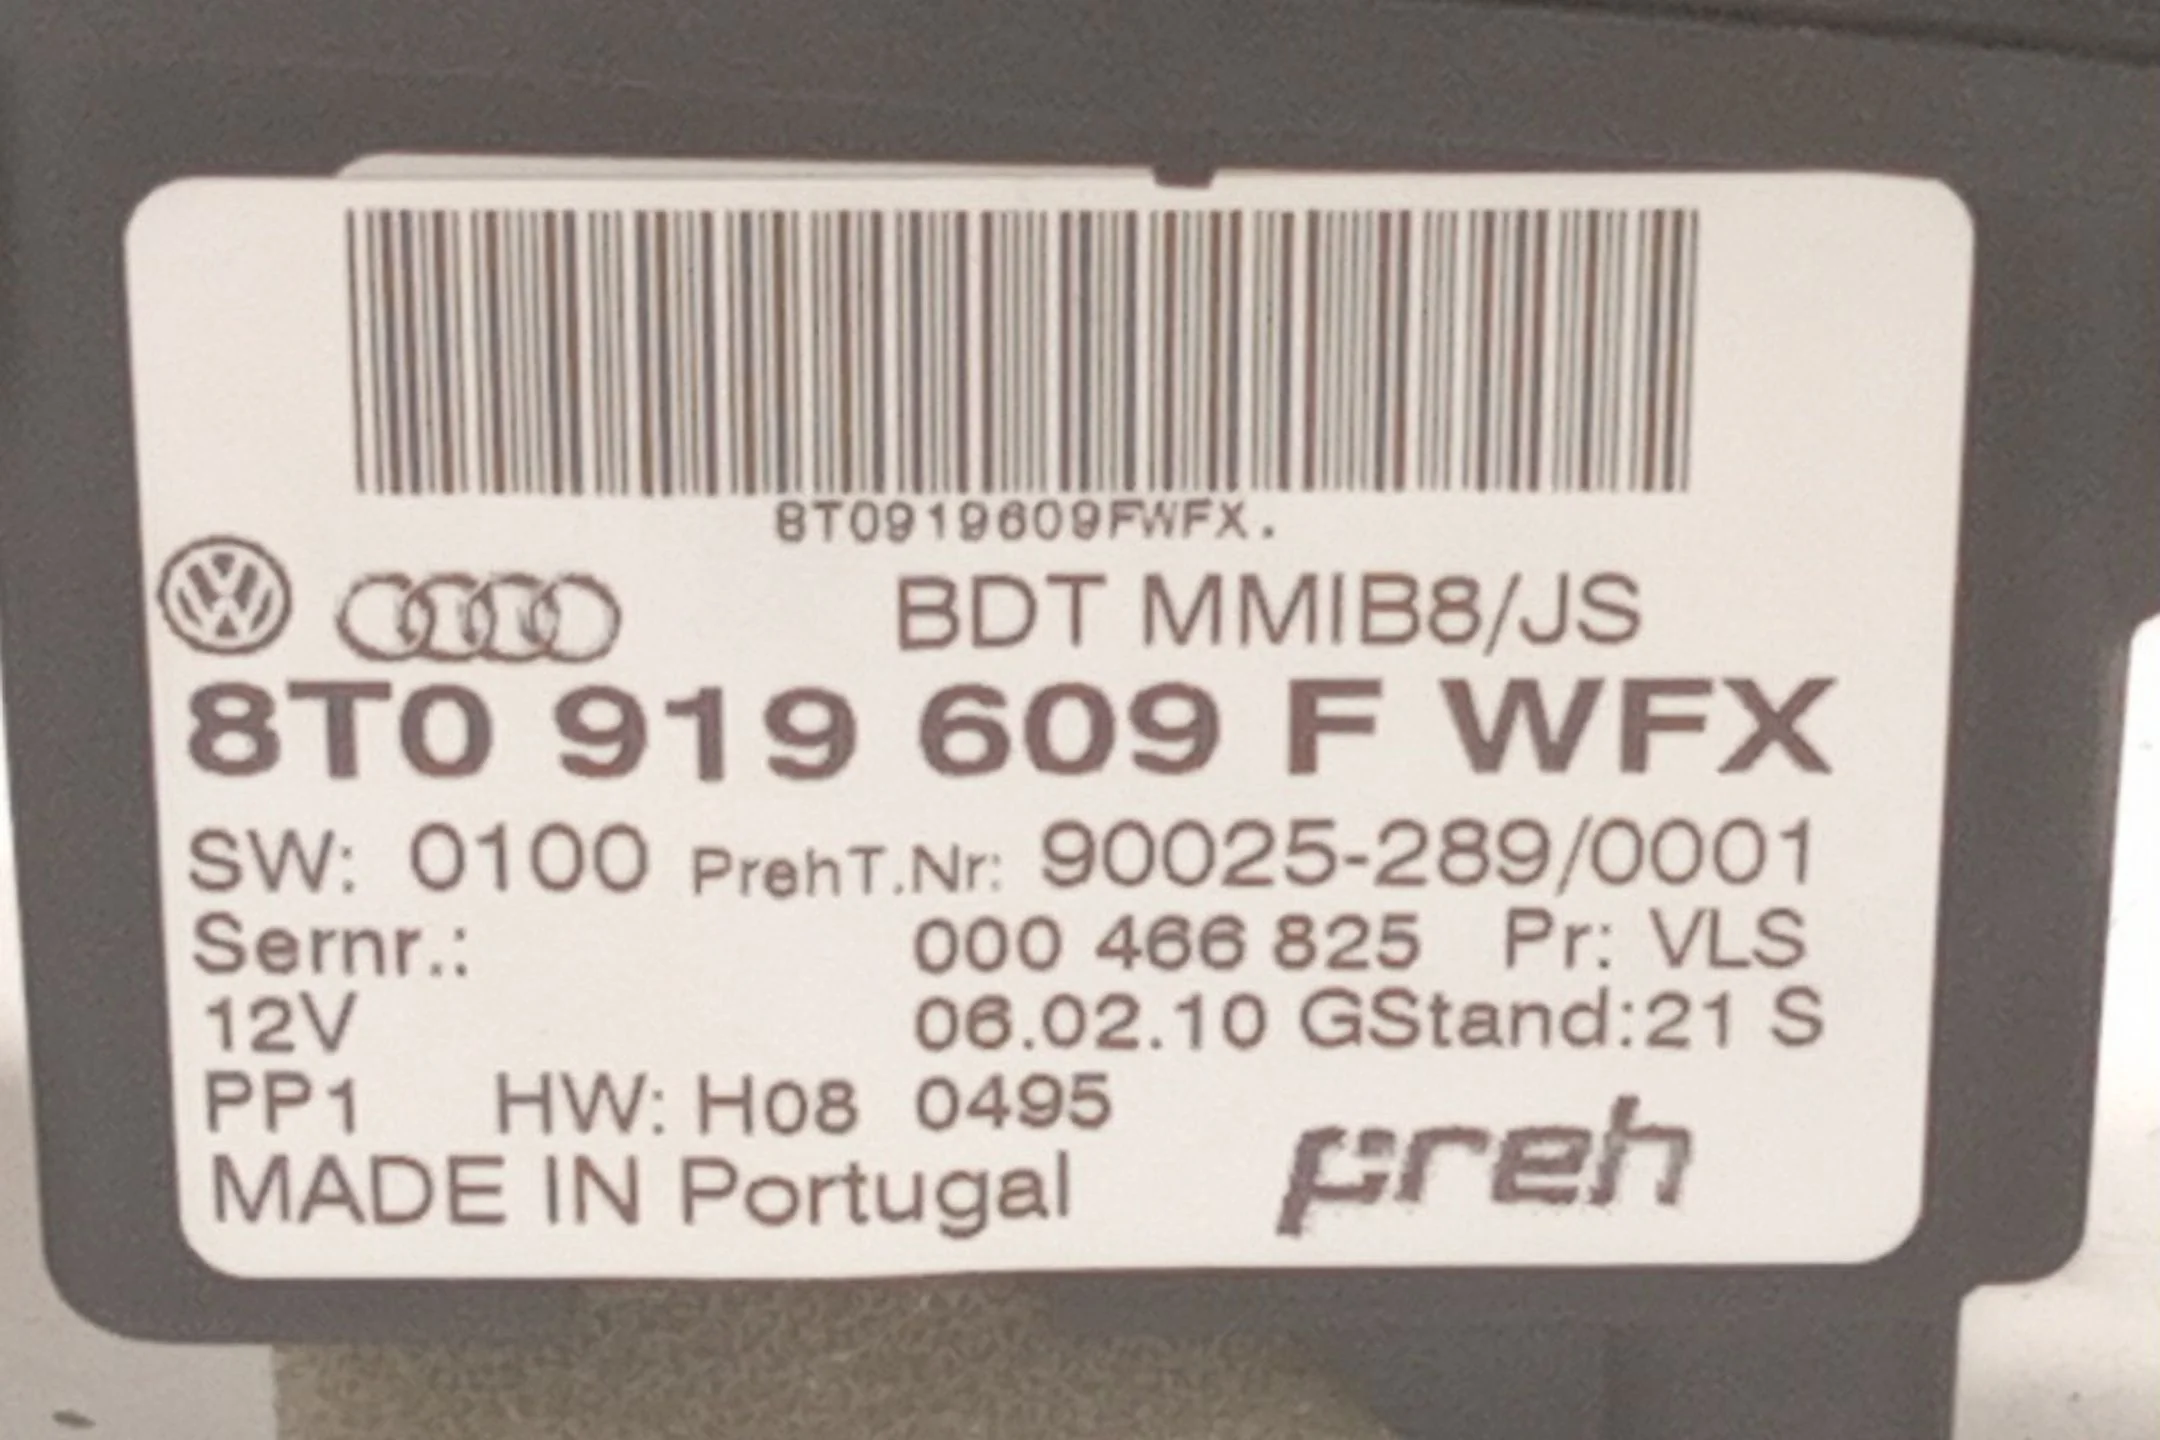 8T0919609FWFX.
BDT MMIB8/JS
8T0 919 609 F WFX
SW: 0100 PrehT.Nr: 90025-289/0001
Sernr.: 000 466 825 Pr: VLS
12V 06.02.10 GStand:21 S
PP1 HW: H08 0495
MADE IN Portugal preh